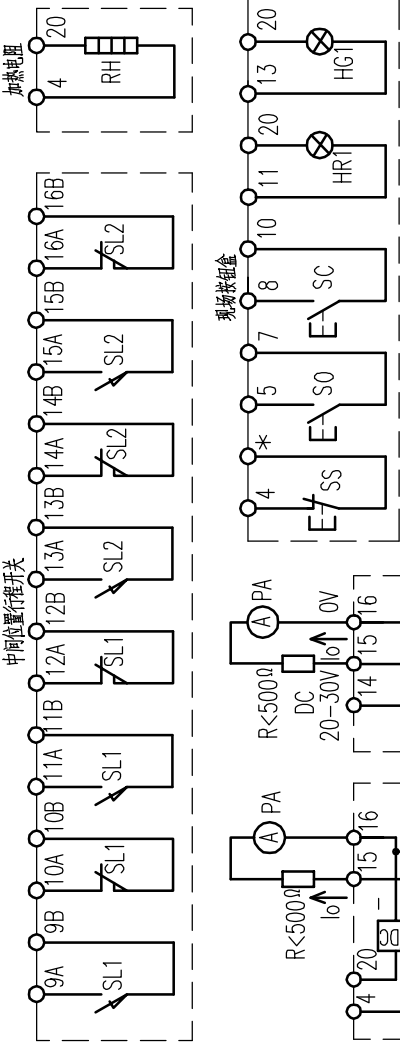 加热电阻
20
4
RH
中间位置行程开关
16B
16A
SL2
15B
15A
SL2
14B
14A
SL2
13B
13A
SL2
12B
12A
SL1
11B
11A
SL1
10B
10A
SL1
9B
9A
SL1
20
13
HG1
20
11
HR1
现场按钮盒
10
8
SC
7
5
SO
*
4
SS
PA
A
R<500Ω
DC
20-30V
Io
0V
16
15
14
PA
A
R<500Ω
Io
16
15
20
4
DC